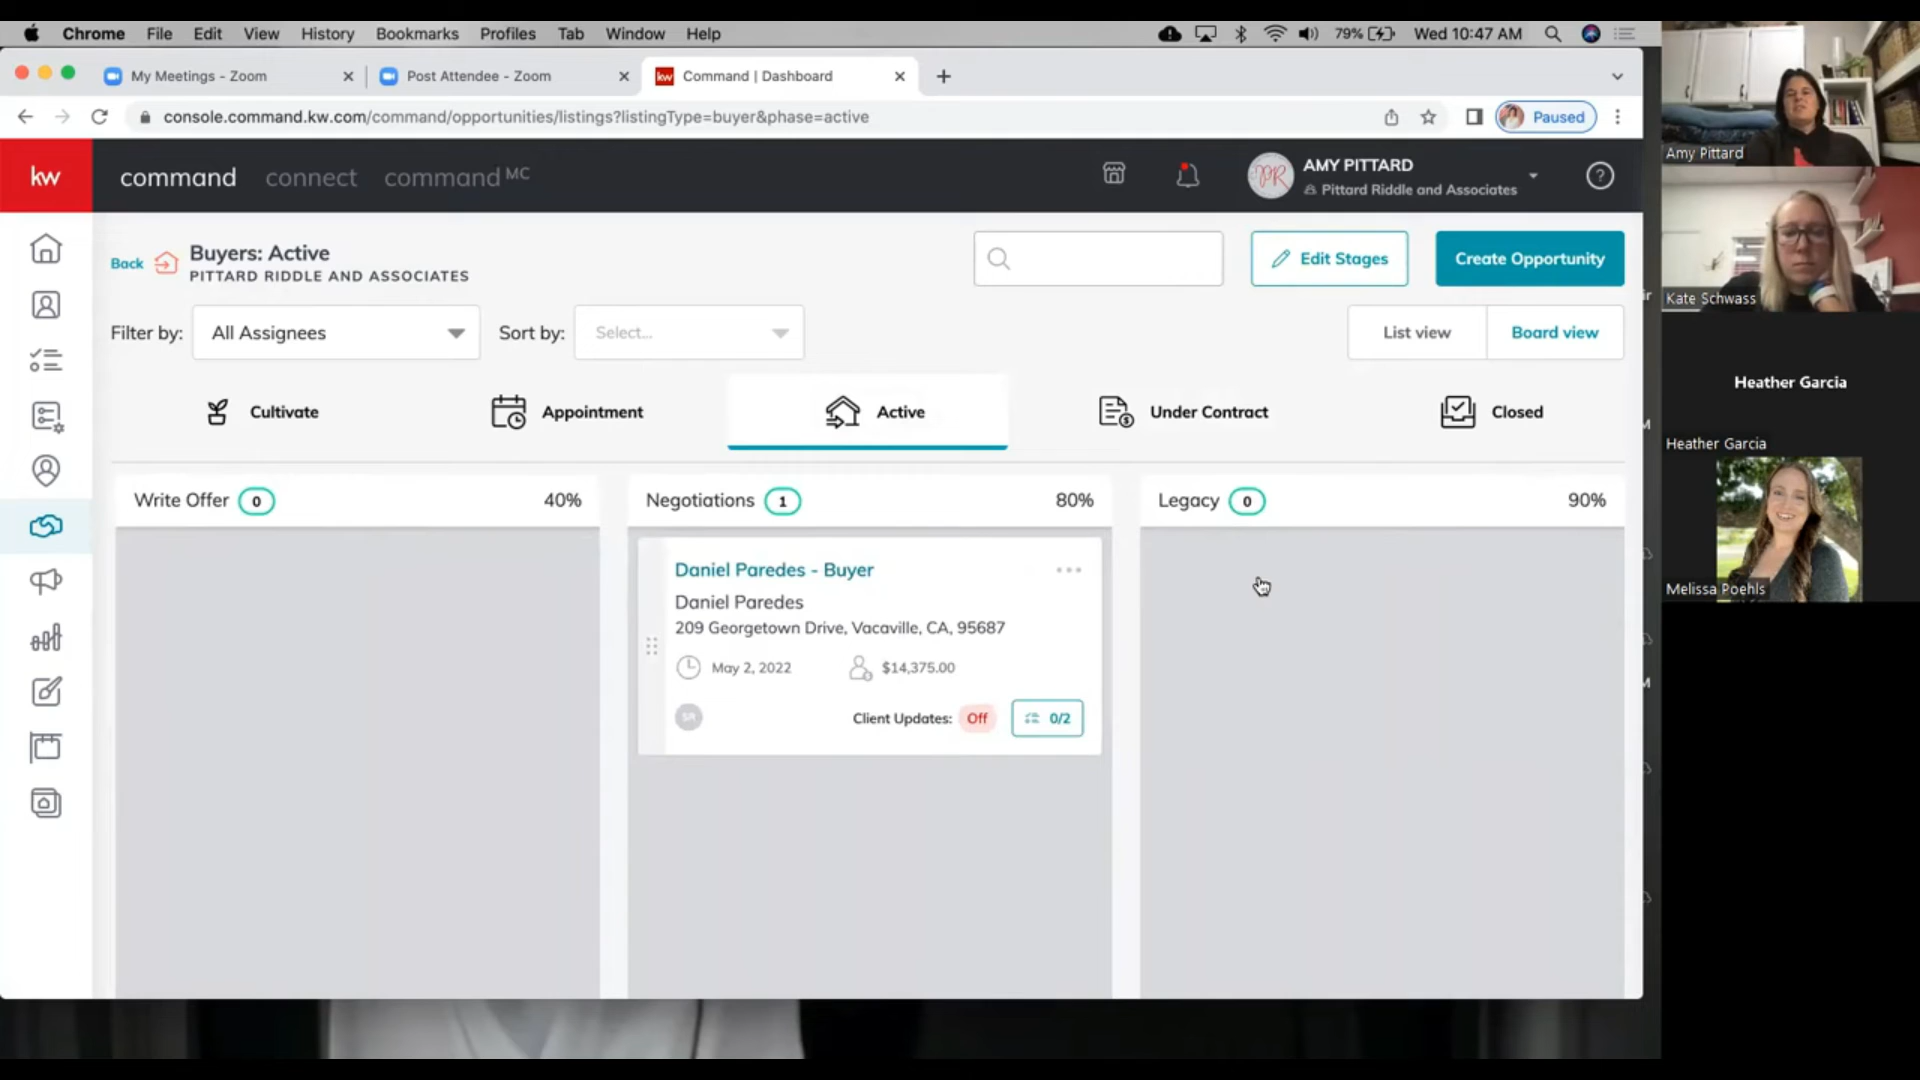 Chrome File Edit View History Bookmarks Profiles Tab Window Help 79% Wed 10:47 AM
My Meetings - Zoom
Post Attendee - Zoom
Command | Dashboard
console.command.kw.com/command/opportunities/listings?listingType=buyer&phase=active
Paused
kw
command connect command MC
AMY PITTARD
Pittard Riddle and Associates
Back
Buyers: Active
PITTARD RIDDLE AND ASSOCIATES
Edit Stages
Create Opportunity
Filter by: All Assignees Sort by: Select...
List view Board view
Cultivate Appointment Active Under Contract Closed
Write Offer 0 40%
Negotiations 1 80%
Legacy 0 90%
Daniel Paredes - Buyer
Daniel Paredes
209 Georgetown Drive, Vacaville, CA, 95687
May 2, 2022 $14,375.00
SR Client Updates: Off 0/2
Amy Pittard
Kate Schwass
Heather Garcia
Heather Garcia
Melissa Poehls